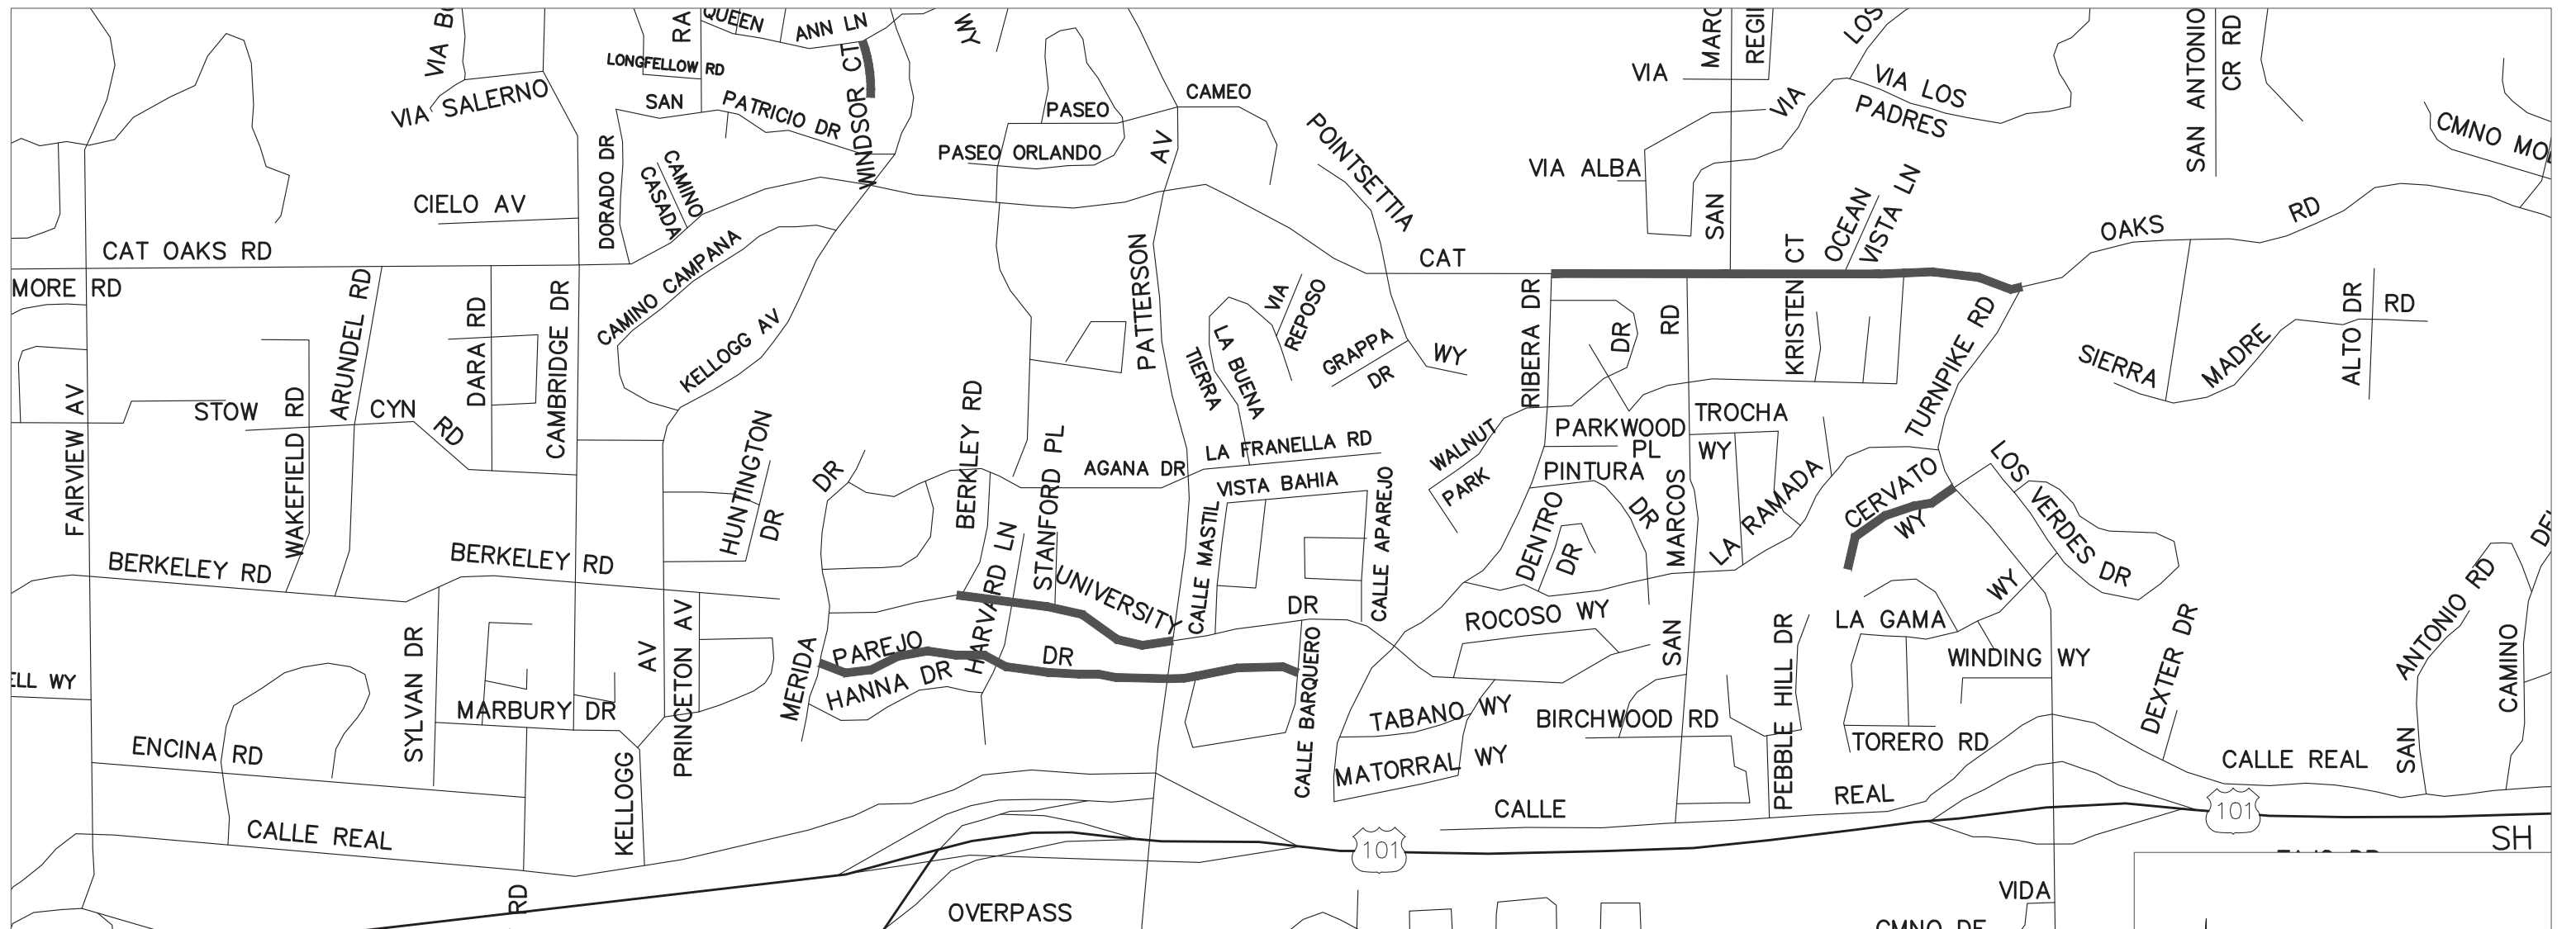 VIA
QUEEN
ANN LN
WY
RA
LONGFELLOW RD
WINDSOR CT
VIA SALERNO
SAN
PATRICIO DR
PASEO
CAMEO
PASEO ORLANDO
AV
POINTSETTIA
VIA
LOS
VIA LOS
PADRES
VIA
VIA ALBA
SAN
SAN ANTONIO
CR RD
CMNO
DORADO DR
CAMINO
CASADA
CIELO AV
CAT OAKS RD
MORE RD
CAMINO CAMPANA
KELLOGG AV
PATTERSON
CAT
OCEAN
VISTA LN
KRISTEN CT
OAKS
RD
ARUNDEL RD
DARA RD
CAMBRIDGE DR
VIA
REPOSO
LA BUENA
TIERRA
GRAPPA
DR
WY
RIBERA DR
DR
RD
TURNPIKE RD
SIERRA
MADRE
ALTO DR
RD
FAIRVIEW AV
STOW
CYN
RD
WAKEFIELD RD
HUNTINGTON
DR
DR
BERKLEY RD
STANFORD PL
AGANA DR
LA FRANELLA RD
VISTA BAHIA
WALNUT
PARK
PARKWOOD
PL
TROCHA
WY
PINTURA
DR
DENTRO
DR
MARCOS
LA RAMADA
CERVATO
WY
LOS
VERDES DR
BERKELEY RD
BERKELEY RD
HARVARD LN
UNIVERSITY
CALLE MASTIL
CALLE APAREJO
DR
ROCOSO WY
SAN
LA GAMA
WY
WINDING WY
DEXTER DR
ANTONIO RD
SAN
CAMINO
ELL WY
SYLVAN DR
AV
PRINCETON AV
MERIDA
PAREJO
DR
HANNA DR
CALLE BARQUERO
MARBURY DR
TABANO WY
BIRCHWOOD RD
PEBBLE HILL DR
TORERO RD
MATORRAL WY
ENCINA RD
KELLOGG
CALLE REAL
CALLE
REAL
CALLE REAL
101
101
SH
RD
OVERPASS
VIDA
CMNO DE